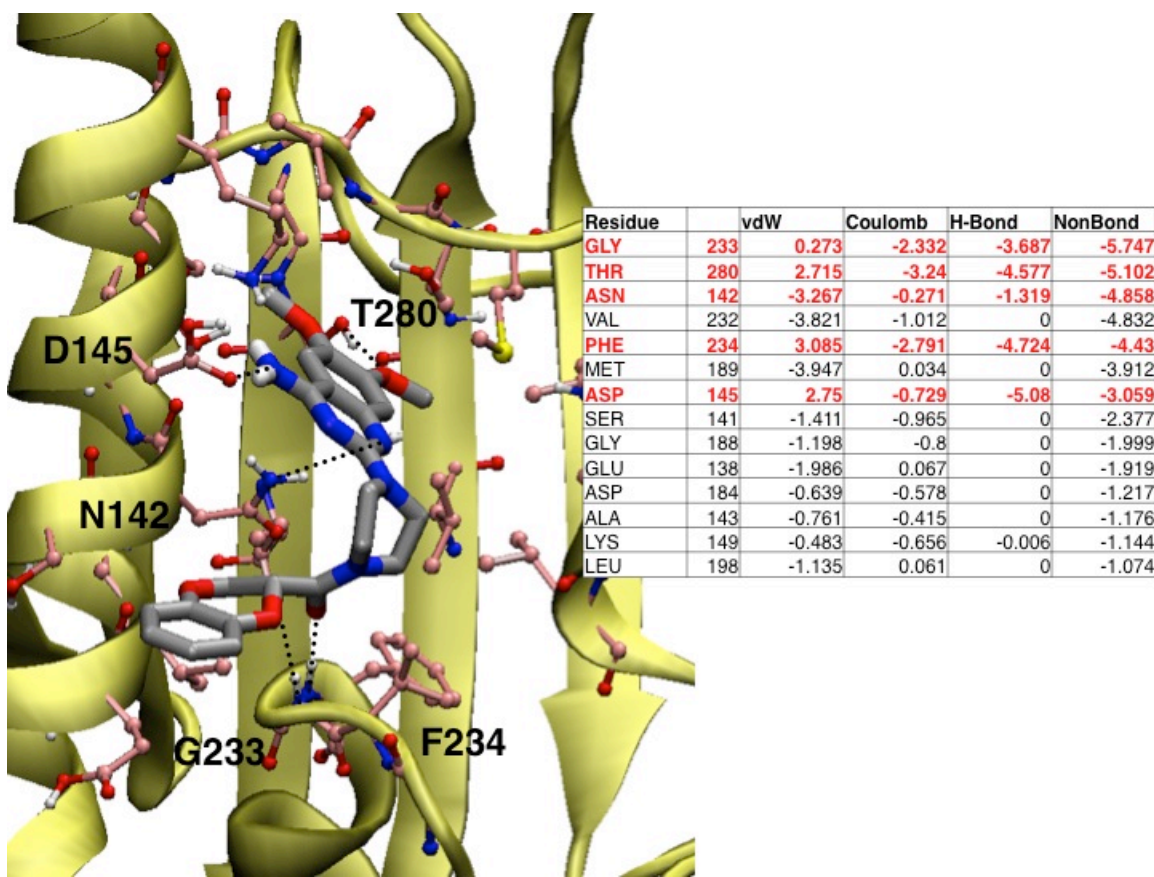 T280
D145
N142
G233
F234
Residue vdW Coulomb H-Bond NonBond
GLY 233 0.273 -2.332 -3.687 -5.747
THR 280 2.715 -3.24 -4.577 -5.102
ASN 142 -3.267 -0.271 -1.319 -4.858
VAL 232 -3.821 -1.012 0 -4.832
PHE 234 3.085 -2.791 -4.724 -4.43
MET 189 -3.947 0.034 0 -3.912
ASP 145 2.75 -0.729 -5.08 -3.059
SER 141 -1.411 -0.965 0 -2.377
GLY 188 -1.198 -0.8 0 -1.999
GLU 138 -1.986 0.067 0 -1.919
ASP 184 -0.639 -0.578 0 -1.217
ALA 143 -0.761 -0.415 0 -1.176
LYS 149 -0.483 -0.656 -0.006 -1.144
LEU 198 -1.135 0.061 0 -1.074